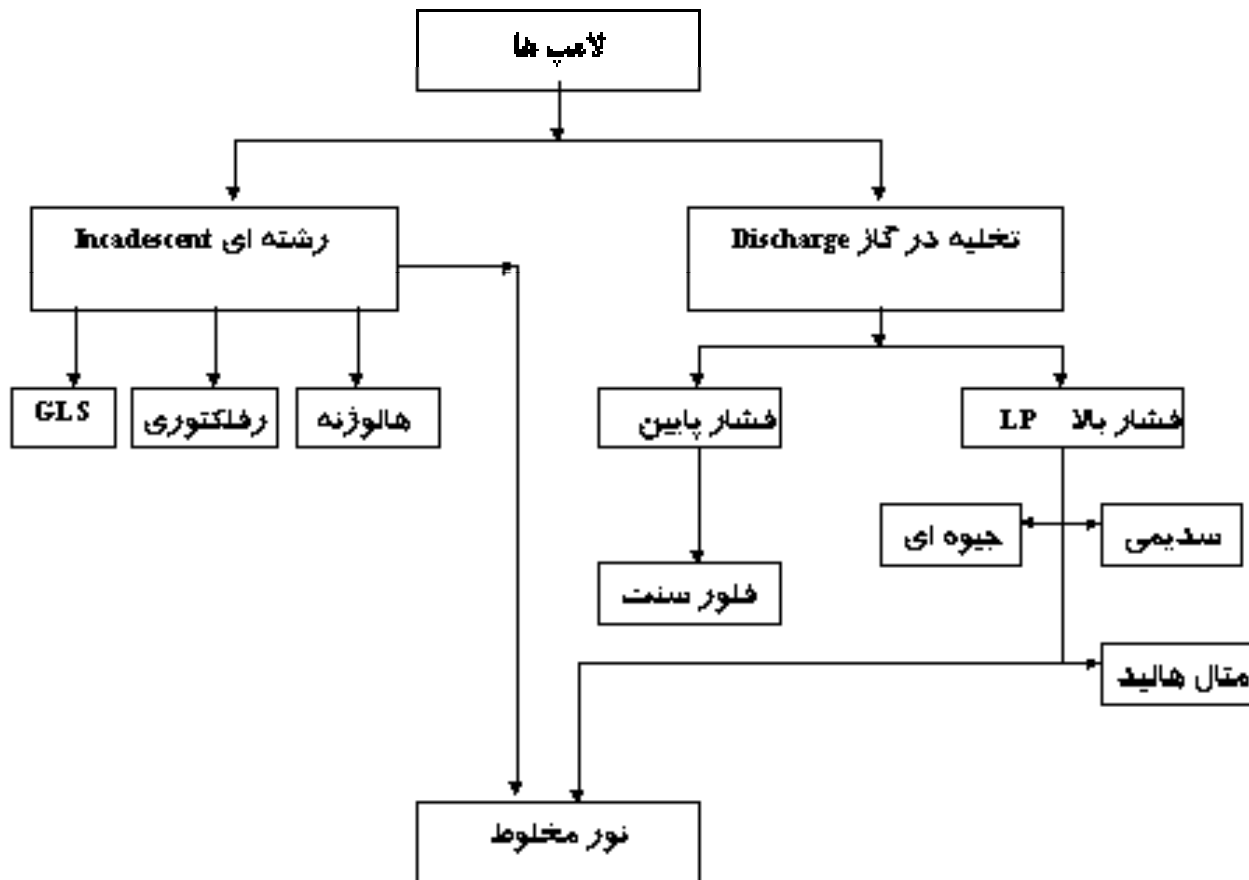 لامپ ها
رشته ای Incadescent
تخلیه در گاز Discharge
GLS
رفلکتوری
هالوژنه
فشار پایین
فشار بالا LP
جیوه ای
سدیمی
فلور سنت
متال هالید
نور مخلوط